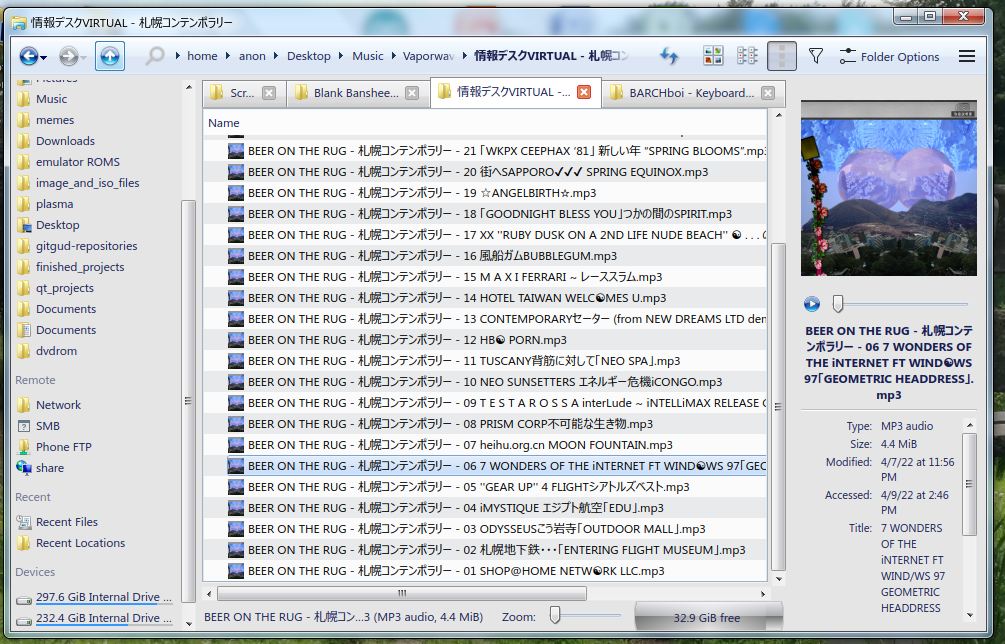 情報デスクVIRTUAL - 札幌コンテンポラリー
home anon Desktop Music Vaporwav 情報デスクVIRTUAL - 札幌コン
Folder Options
Pictures
Music
memes
Downloads
emulator ROMS
image_and_iso_files
plasma
Desktop
gitgud-repositories
finished_projects
qt_projects
Documents
Documents
dvdrom
Remote
Network
SMB
Phone FTP
share
Recent
Recent Files
Recent Locations
Devices
297.6 GiB Internal Drive ...
232.4 GiB Internal Drive ...
Scr...
Blank Banshee...
情報デスクVIRTUAL -...
BARCHboi - Keyboard...
Name
BEER ON THE RUG - 札幌コンテンポラリー - 21 「WKPX CEEPHAX ‘81」 新しい年 “SPRING BLOOMS”.mp3
BEER ON THE RUG - 札幌コンテンポラリー - 20 街へSAPPORO✓✓✓ SPRING EQUINOX.mp3
BEER ON THE RUG - 札幌コンテンポラリー - 19 ☆ANGELBIRTH☆.mp3
BEER ON THE RUG - 札幌コンテンポラリー - 18 「GOODNIGHT BLESS YOU」つかの間のSPIRIT.mp3
BEER ON THE RUG - 札幌コンテンポラリー - 17 XX ''RUBY DUSK ON A 2ND LIFE NUDE BEACH'' ☯ . . . の
BEER ON THE RUG - 札幌コンテンポラリー - 16 風船ガムBUBBLEGUM.mp3
BEER ON THE RUG - 札幌コンテンポラリー - 15 M A X I FERRARI ~ レーススラム.mp3
BEER ON THE RUG - 札幌コンテンポラリー - 14 HOTEL TAIWAN WELC☯MES U.mp3
BEER ON THE RUG - 札幌コンテンポラリー - 13 CONTEMPORARYセーター (from NEW DREAMS LTD den
BEER ON THE RUG - 札幌コンテンポラリー - 12 HB☯ PORN.mp3
BEER ON THE RUG - 札幌コンテンポラリー - 11 TUSCANY背筋に対して「NEO SPA」.mp3
BEER ON THE RUG - 札幌コンテンポラリー - 10 NEO SUNSETTERS エネルギー危機iCONGO.mp3
BEER ON THE RUG - 札幌コンテンポラリー - 09 T E S T A R O S S A interLude ~ iNTELLiMAX RELEASE C
BEER ON THE RUG - 札幌コンテンポラリー - 08 PRISM CORP不可能な生き物.mp3
BEER ON THE RUG - 札幌コンテンポラリー - 07 heihu.org.cn MOON FOUNTAIN.mp3
BEER ON THE RUG - 札幌コンテンポラリー - 06 7 WONDERS OF THE iNTERNET FT WIND☯WS 97「GEC
BEER ON THE RUG - 札幌コンテンポラリー - 05 ''GEAR UP'' 4 FLIGHTシアトルズベスト.mp3
BEER ON THE RUG - 札幌コンテンポラリー - 04 iMYSTIQUE エジプト航空「EDU」.mp3
BEER ON THE RUG - 札幌コンテンポラリー - 03 ODYSSEUSこう岩寺「OUTDOOR MALL」.mp3
BEER ON THE RUG - 札幌コンテンポラリー - 02 札幌地下鉄・・・「ENTERING FLIGHT MUSEUM」.mp3
BEER ON THE RUG - 札幌コンテンポラリー - 01 SHOP@HOME NETW☯RK LLC.mp3
BEER ON THE RUG - 札幌コン...3 (MP3 audio, 4.4 MiB)
Zoom:
32.9 GiB free
BEER ON THE RUG - 札幌コンテ
ンポラリー - 06 7 WONDERS OF
THE iNTERNET FT WIND☯WS
97「GEOMETRIC HEADDRESS」.
mp3
Type: MP3 audio
Size: 4.4 MiB
Modified: 4/7/22 at 11:56
PM
Accessed: 4/9/22 at 2:46
PM
Title: 7 WONDERS
OF THE
iNTERNET FT
WIND/WS 97
GEOMETRIC
HEADDRESS